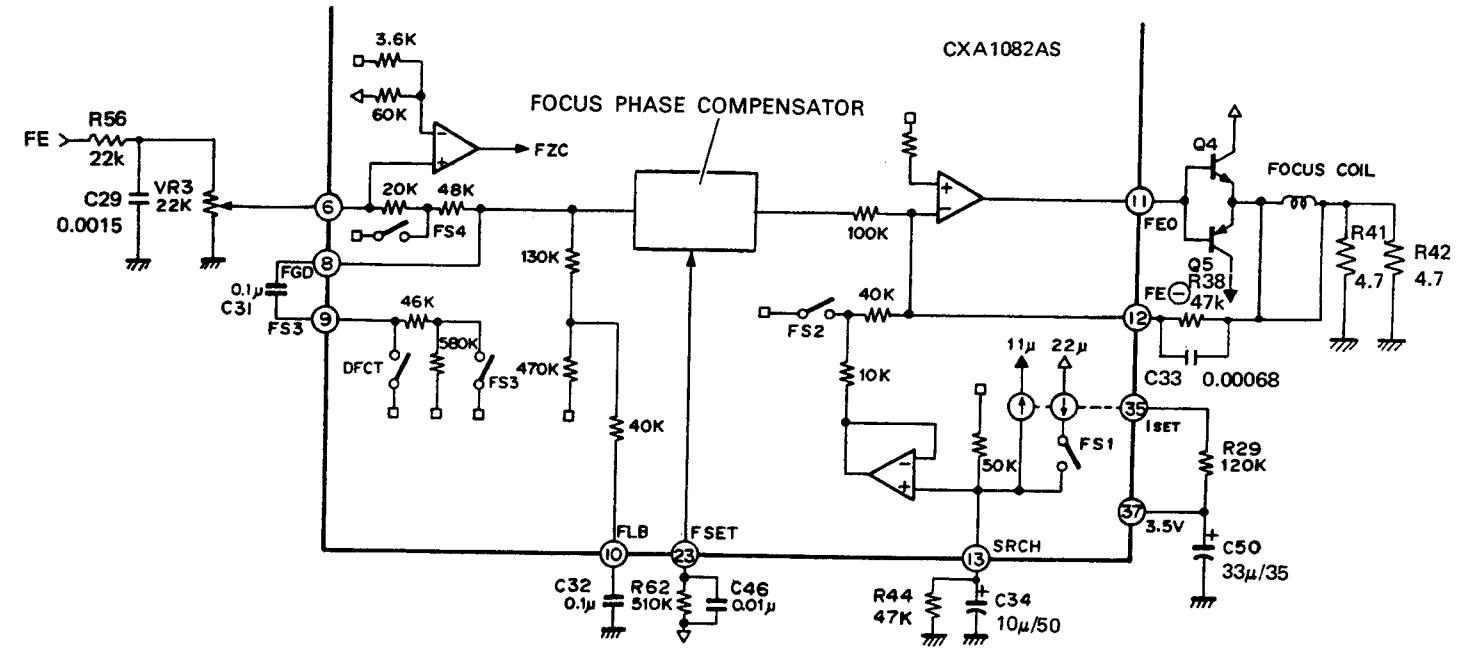 CXA1082AS
3.6K
60K
FOCUS PHASE COMPENSATOR
FZC
FE
R56
22k
C29
0.0015
VR3
22K
6
20K
48K
FS4
8
FGD
0.1μ
C31
9
FS3
46K
580K
DFCT
FS3
130K
470K
40K
100K
40K
FS2
10K
11μ
22μ
50K
FS1
11
FEO
Q4
Q5
FOCUS COIL
R41
4.7
R42
4.7
FE⊖
R38
47k
12
C33
0.00068
35
ISET
R29
120K
37
3.5V
C50
33μ/35
FLB
10
FSET
23
SRCH
13
C32
0.1μ
R62
510K
C46
0.01μ
R44
47K
C34
10μ/50